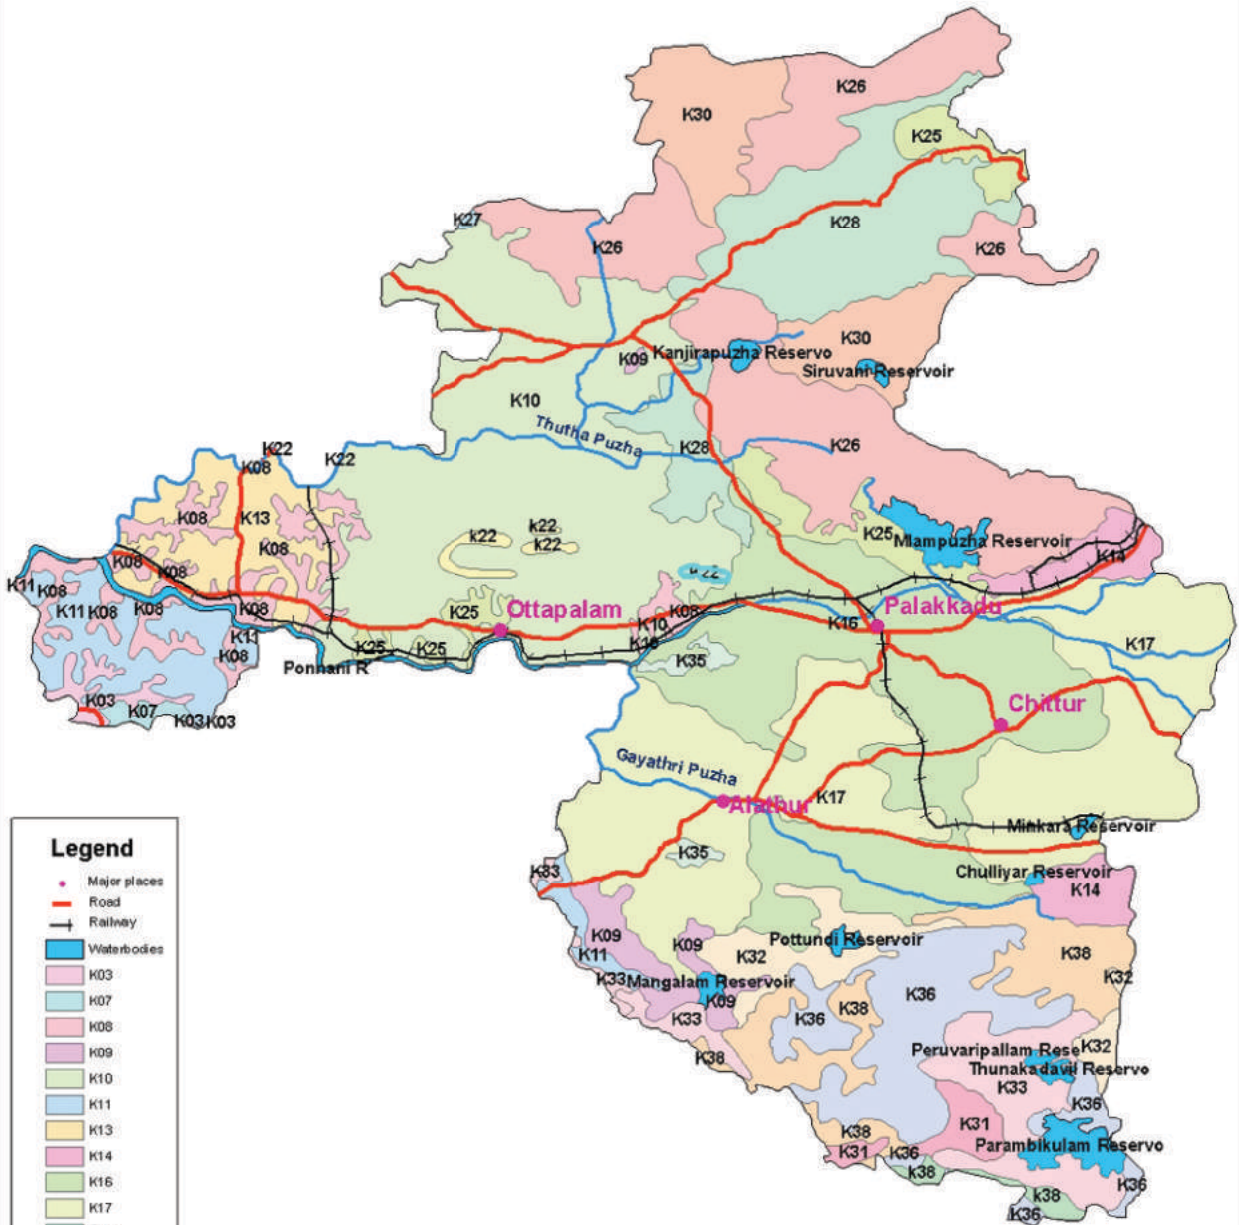 K26
K30
K25
K27
K28
K26
K26
K30
K09
Kanjirapuzha Reservo
Siruvani Reservoir
K10
Thutha Puzha
K28
K26
K22
K08
K22
K08
K13
K08
k22
k22
k22
K25
Mlampuzha Reservoir
K14
K08
K08
K11
K08
K11
K08
K08
K08
K25
Ottapalam
K08
K10
K16
Palakkadu
K11
K08
K25
K25
K16
K35
K17
Ponnani R
K03
K07
K03
K03
Chittur
Gayathri Puzha
Alathur
K17
Minkara Reservoir
K35
K33
Chulliyar Reservoir
K14
K09
K11
K09
K32
Pottundi Reservoir
K38
K32
K33
Mangalam Reservoir
K09
K36
K33
K36
K38
K38
Peruvaripallam Rese
K32
Thunakadavil Reservo
K33
K36
K31
K38
K31
K36
Parambikulam Reservo
k38
K36
k38
K36
Legend
Major places
Road
Railway
Waterbodies
K03
K07
K08
K09
K10
K11
K13
K14
K16
K17